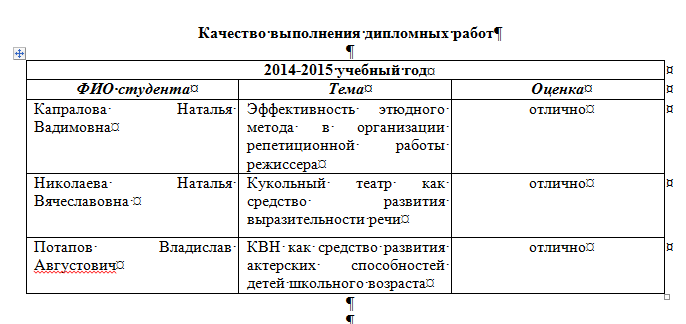 Качество выполнения дипломных работ
2014-2015 учебный год
ФИО студента Тема Оценка
Капралова Наталья Эффективность этюдного отлично
Вадимовна метода в организации
репетиционной работы
режиссера
Николаева Наталья Кукольный театр как отлично
Вячеславовна средство развития
выразительности речи
Потапов Владислав КВН как средство развития отлично
Августович актерских способностей
детей школьного возраста